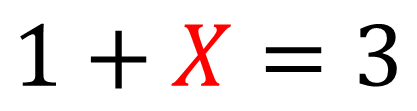 1 + X = 3